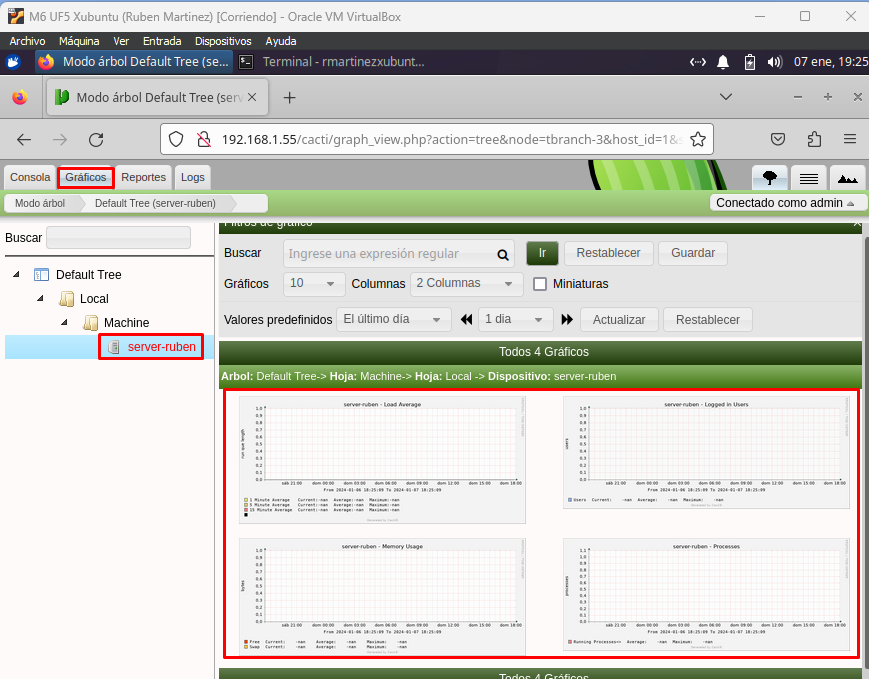 M6 UF5 Xubuntu (Ruben Martinez) [Corriendo] - Oracle VM VirtualBox
Archivo Máquina Ver Entrada Dispositivos Ayuda
Modo árbol Default Tree (se... Terminal - rmartinezxubunt... 07 ene, 19:25
Modo árbol Default Tree (serv
192.168.1.55/cacti/graph_view.php?action=tree&node=tbranch-3&host_id=1&s
Consola Gráficos Reportes Logs
Modo árbol Default Tree (server-ruben) Conectado como admin
Filtros de gráfico
Buscar
Buscar Ingrese una expresión regular Ir Restablecer Guardar
Default Tree
Gráficos 10 Columnas 2 Columnas Miniaturas
Local
Valores predefinidos El último día 1 dia Actualizar Restablecer
Machine
server-ruben
Todos 4 Gráficos
Arbol: Default Tree-> Hoja: Machine-> Hoja: Local -> Dispositivo: server-ruben
server-ruben - Load Average
1.0
0.9
0.8
0.7
0.6
0.5
0.4
0.3
0.2
0.1
0.0
run que length
sáb 21:00 dom 00:00 dom 03:00 dom 06:00 dom 09:00 dom 12:00 dom 15:00 dom 18:00
From 2024-01-06 18:25:09 To 2024-01-07 18:25:09
1 Minute Average Current:-nan Average:-nan Maximum:-nan
5 Minute Average Current:-nan Average:-nan Maximum:-nan
15 Minute Average Current:-nan Average:-nan Maximum:-nan
server-ruben - Logged in Users
1.0
0.9
0.8
0.7
0.6
0.5
0.4
0.3
0.2
0.1
0.0
users
sáb 21:00 dom 00:00 dom 03:00 dom 06:00 dom 09:00 dom 12:00 dom 15:00 dom 18:00
From 2024-01-06 18:25:09 To 2024-01-07 18:25:09
Users Current: -nan Average: -nan Maximum: -nan
server-ruben - Memory Usage
1.0
0.9
0.8
0.7
0.6
0.5
0.4
0.3
0.2
0.1
0.0
bytes
sáb 21:00 dom 00:00 dom 03:00 dom 06:00 dom 09:00 dom 12:00 dom 15:00 dom 18:00
From 2024-01-06 18:25:09 To 2024-01-07 18:25:09
Free Current: -nan Average: -nan Maximum: -nan
Swap Current: -nan Average: -nan Maximum: -nan
server-ruben - Processes
1.1
1.0
0.9
0.8
0.7
0.6
0.5
0.4
0.3
0.2
0.1
0.0
processes
sáb 21:00 dom 00:00 dom 03:00 dom 06:00 dom 09:00 dom 12:00 dom 15:00 dom 18:00
From 2024-01-06 18:25:09 To 2024-01-07 18:25:09
Running Processes<> Average: -nan Maximum: -nan
Todos 4 Gráficos